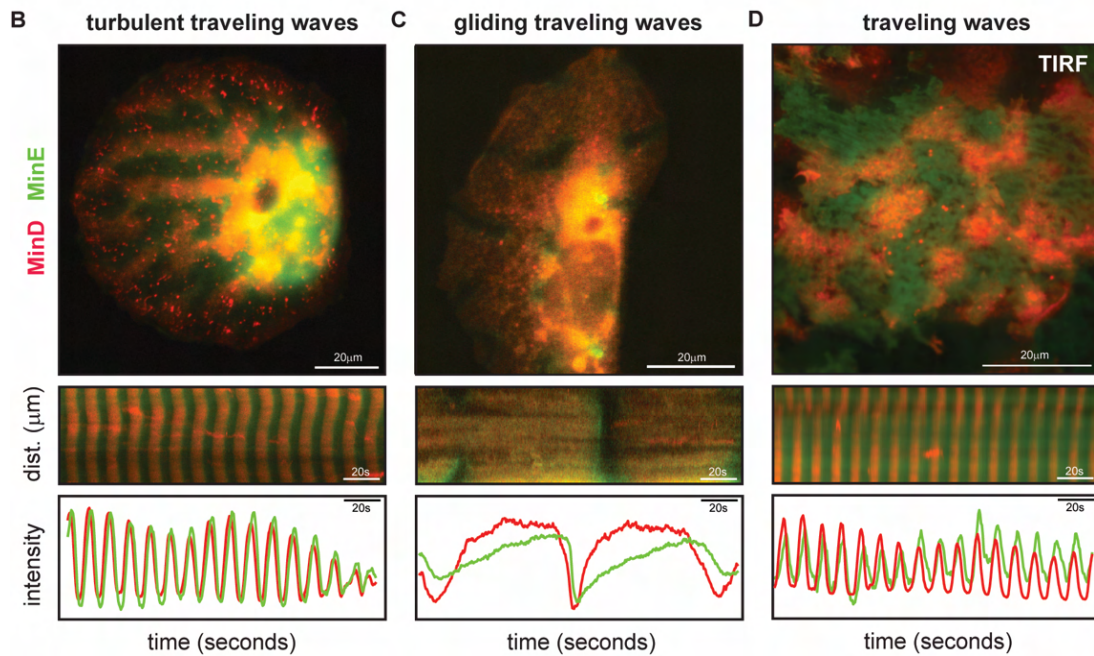 B turbulent traveling waves C gliding traveling waves D traveling waves
MinD MinE
TIRF
20μm 20μm 20μm
dist. (μm)
20s 20s 20s
intensity
20s 20s 20s
time (seconds) time (seconds) time (seconds)